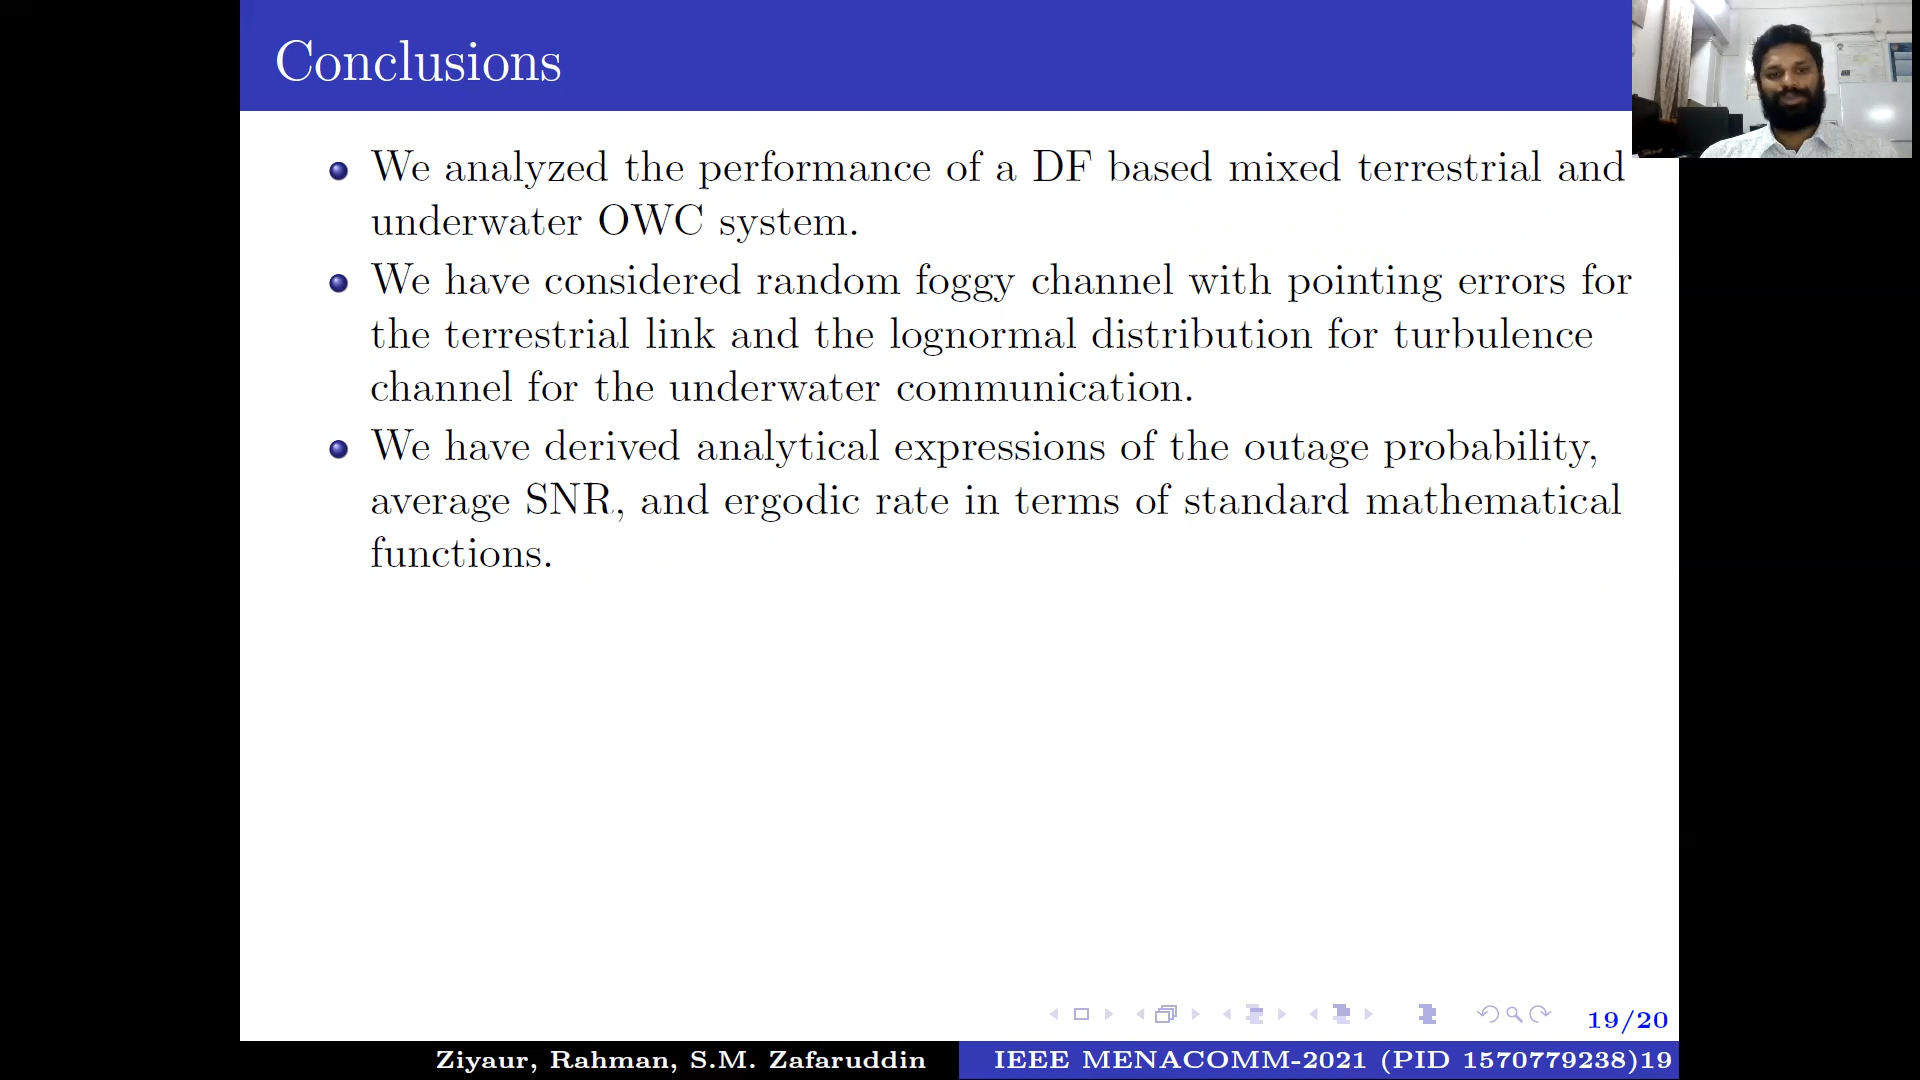 Conclusions
We analyzed the performance of a DF based mixed terrestrial and
underwater OWC system.
We have considered random foggy channel with pointing errors for
the terrestrial link and the lognormal distribution for turbulence
channel for the underwater communication.
We have derived analytical expressions of the outage probability,
average SNR, and ergodic rate in terms of standard mathematical
functions.
19/20
Ziyaur, Rahman, S.M. Zafaruddin
IEEE MENACOMM-2021 (PID 1570779238)19